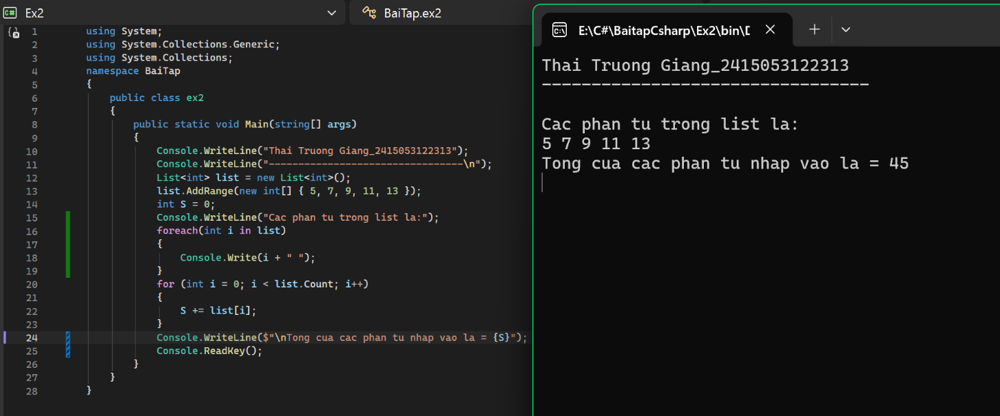 C# Ex2
BaiTap.ex2
1 using System;
2 using System.Collections.Generic;
3 using System.Collections;
4 namespace BaiTap
5 {
6 public class ex2
7 {
8 public static void Main(string[] args)
9 {
10 Console.WriteLine("Thai Truong Giang_2415053122313");
11 Console.WriteLine("---------------------------------\n");
12 List<int> list = new List<int>();
13 list.AddRange(new int[] { 5, 7, 9, 11, 13 });
14 int S = 0;
15 Console.WriteLine("Cac phan tu trong list la:");
16 foreach(int i in list)
17 {
18 Console.Write(i + " ");
19 }
20 for (int i = 0; i < list.Count; i++)
21 {
22 S += list[i];
23 }
24 Console.WriteLine($"\nTong cua cac phan tu nhap vao la = {S}");
25 Console.ReadKey();
26 }
27 }
28 }
E:\C#\BaitapCsharp\Ex2\bin\D
Thai Truong Giang_2415053122313
---------------------------------
Cac phan tu trong list la:
5 7 9 11 13
Tong cua cac phan tu nhap vao la = 45